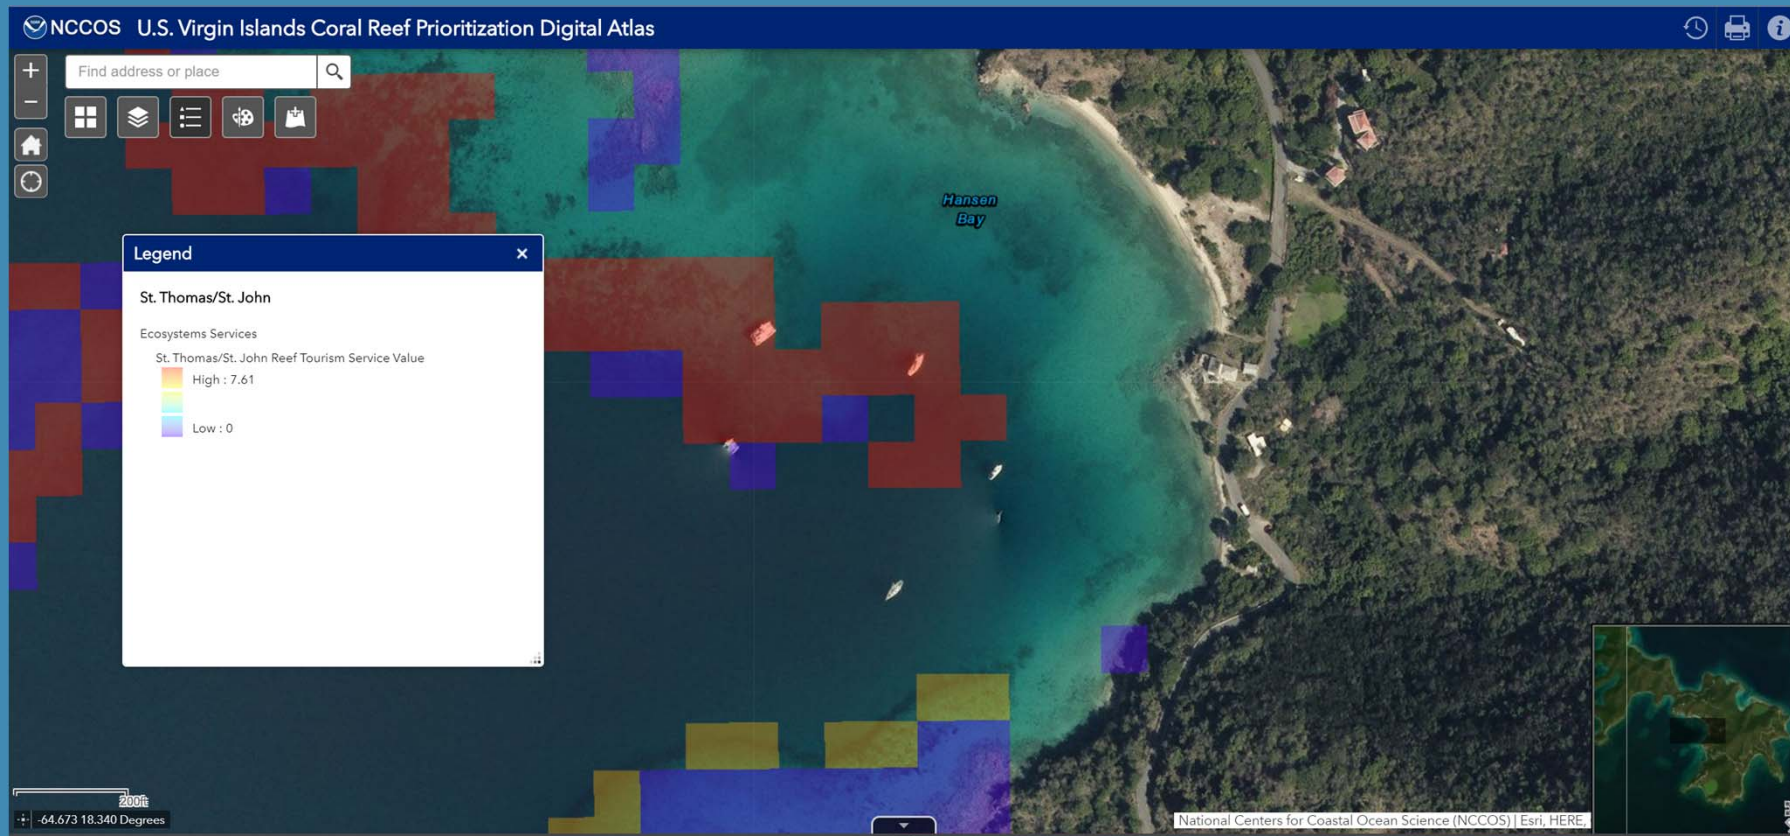 NCCOS U.S. Virgin Islands Coral Reef Prioritization Digital Atlas
Find address or place
Hansen
Bay
Legend
St. Thomas/St. John
Ecosystems Services
St. Thomas/St. John Reef Tourism Service Value
High : 7.61
Low : 0
200ft
-64.673 18.340 Degrees
National Centers for Coastal Ocean Science (NCCOS) | Esri, HERE,